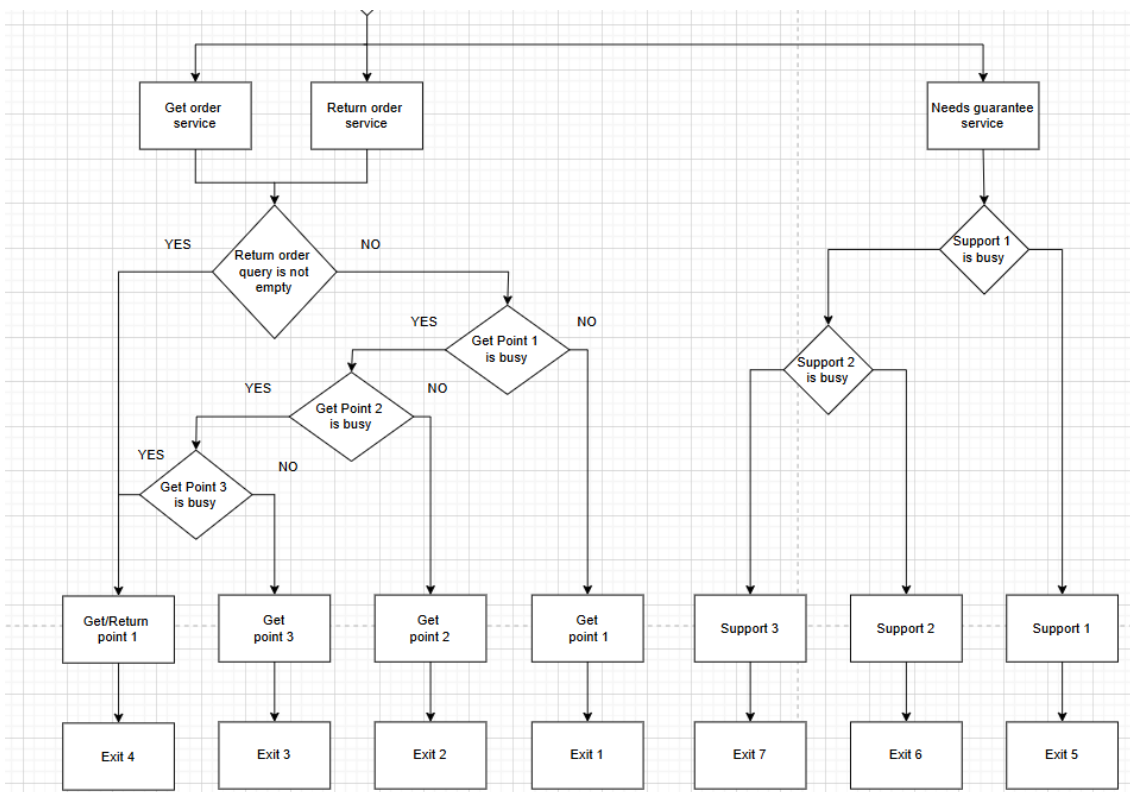 Get order
service
Return order
service
Needs guarantee
service
YES
NO
Return order
query is not
empty
Support 1
is busy
YES
NO
Get Point 1
is busy
Support 2
is busy
YES
NO
Get Point 2
is busy
YES
NO
Get Point 3
is busy
Get/Return
point 1
Get
point 3
Get
point 2
Get
point 1
Support 3
Support 2
Support 1
Exit 4
Exit 3
Exit 2
Exit 1
Exit 7
Exit 6
Exit 5